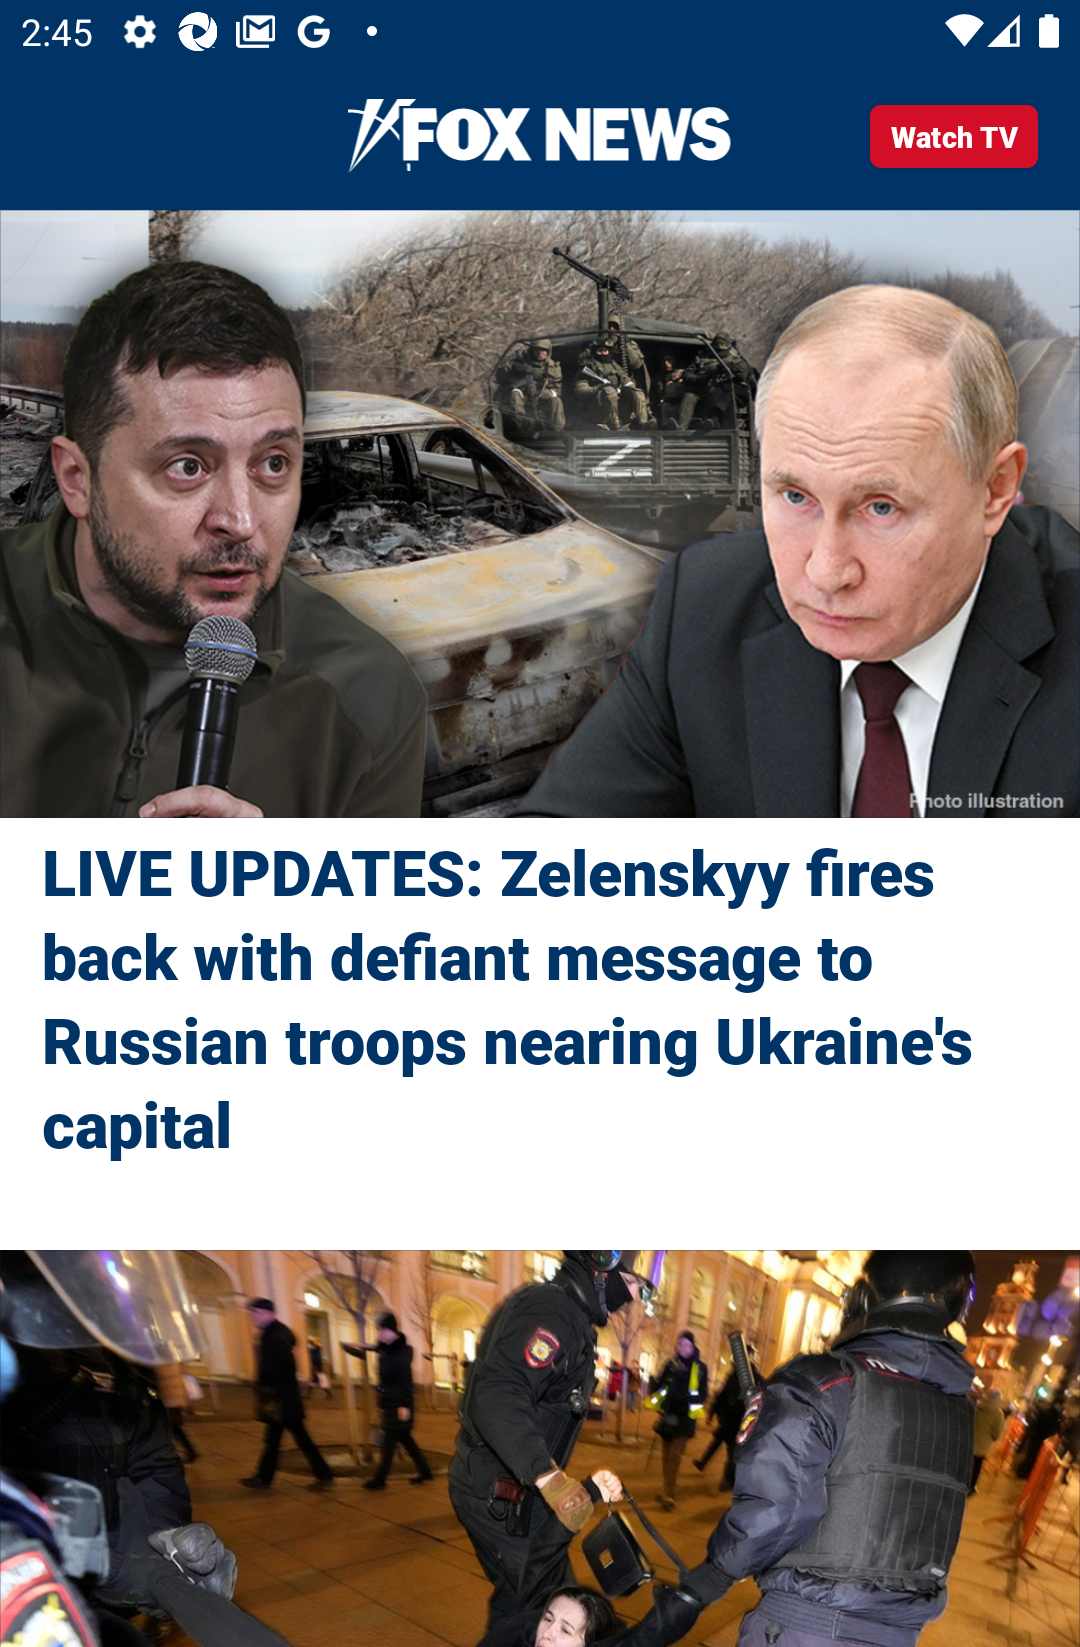 2:45
FOX NEWS
Watch TV
Z
Photo illustration
LIVE UPDATES: Zelenskyy fires
back with defiant message to
Russian troops nearing Ukraine's
capital